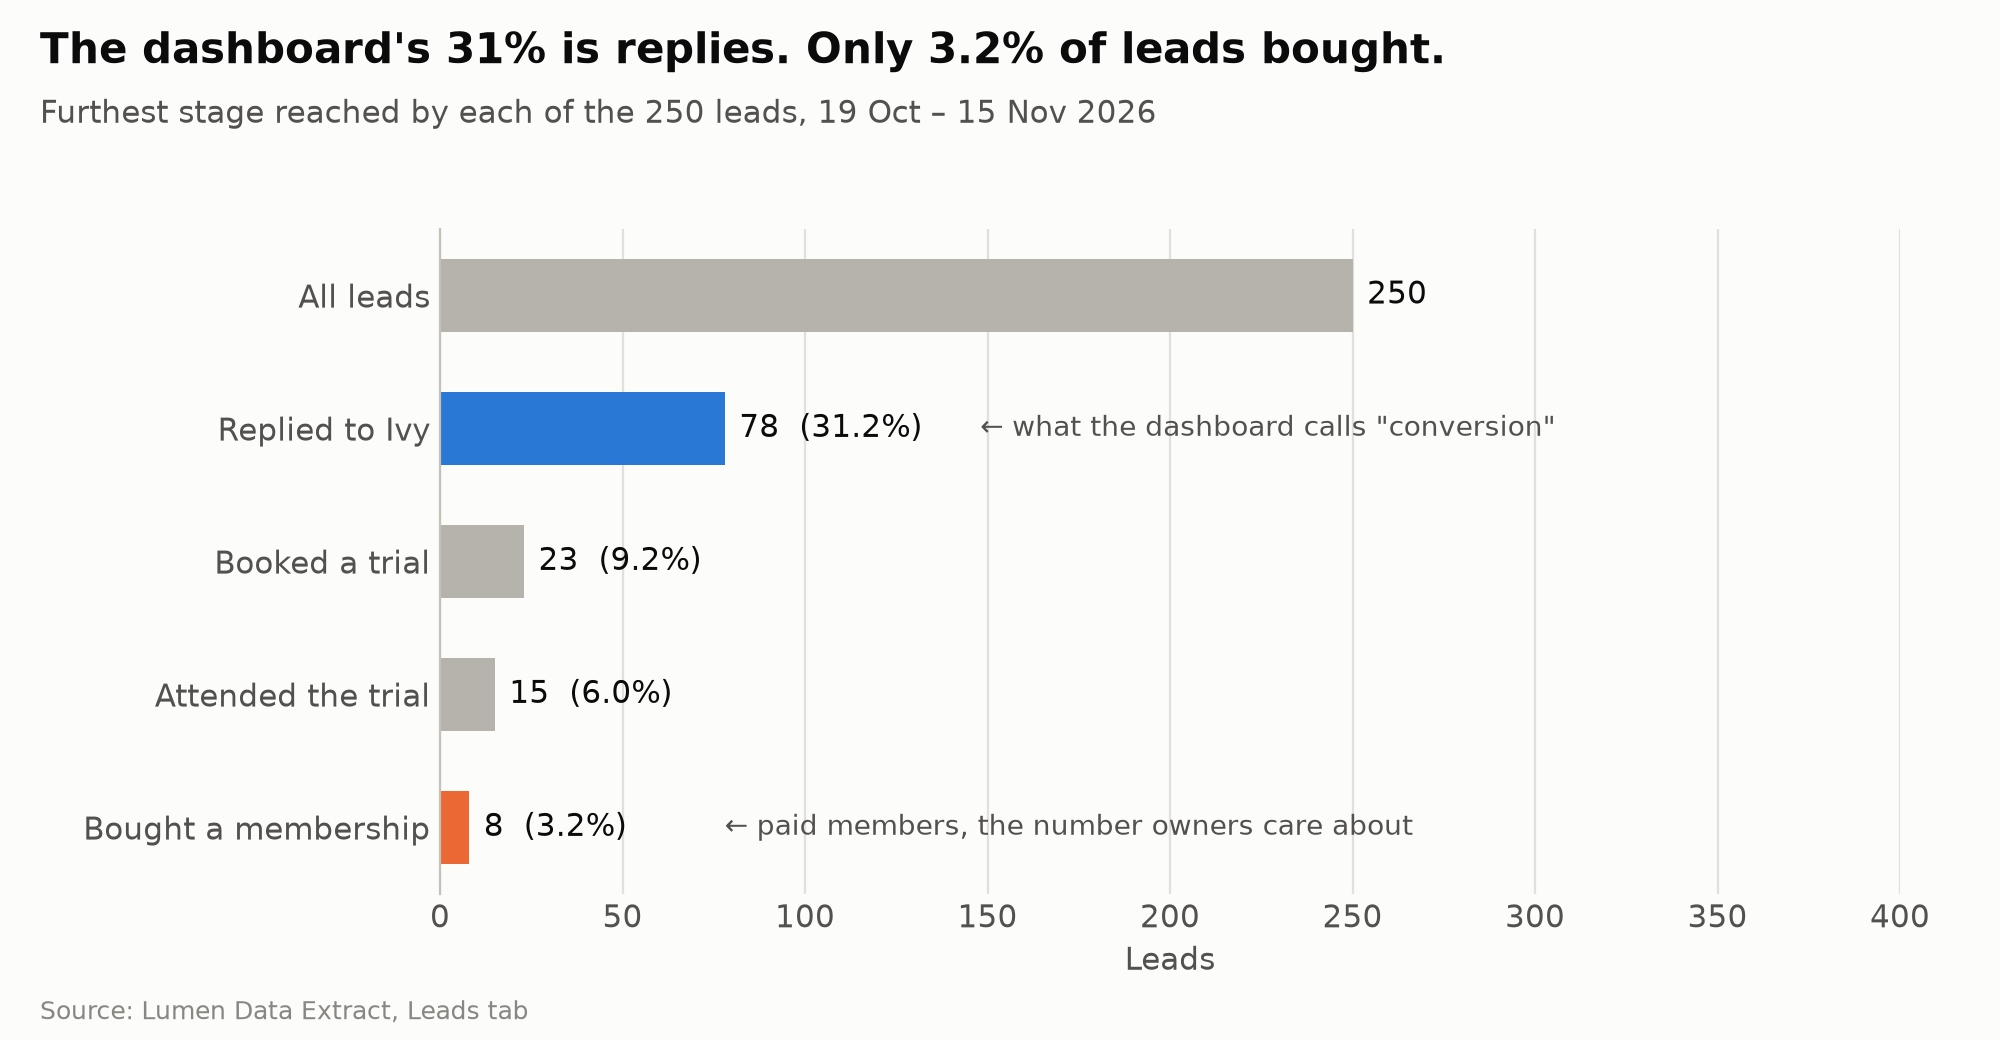 The dashboard's 31% is replies. Only 3.2% of leads bought.
Furthest stage reached by each of the 250 leads, 19 Oct – 15 Nov 2026
All leads
250
Replied to Ivy
78 (31.2%)
← what the dashboard calls "conversion"
Booked a trial
23 (9.2%)
Attended the trial
15 (6.0%)
Bought a membership
8 (3.2%)
← paid members, the number owners care about
0 50 100 150 200 250 300 350 400
Leads
Source: Lumen Data Extract, Leads tab